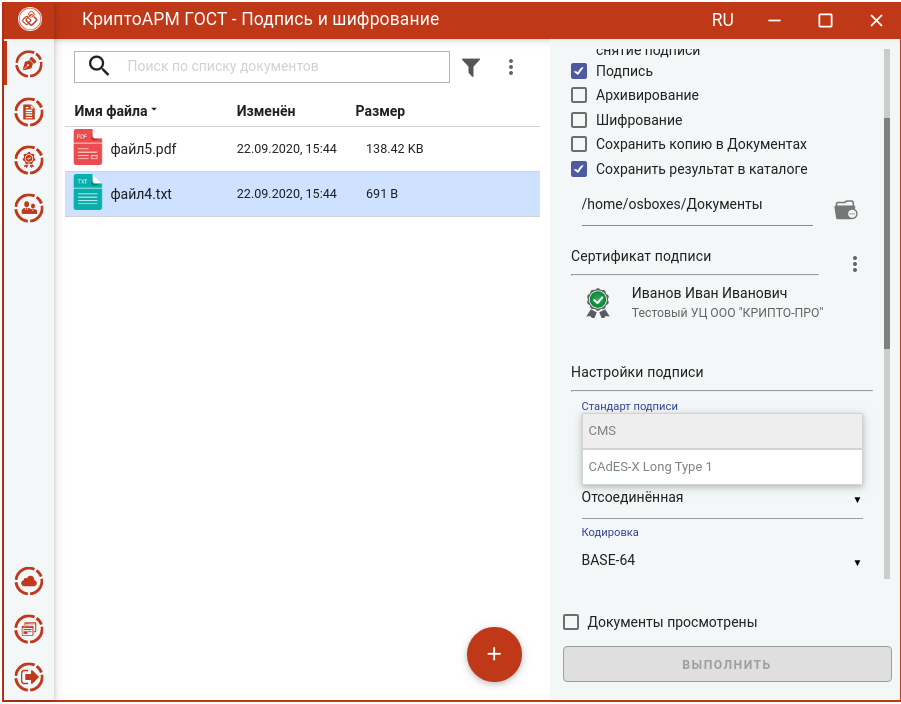 КриптоАРМ ГОСТ - Подпись и шифрование
RU
Поиск по списку документов
Имя файла
Изменён
Размер
PDF
файл5.pdf
22.09.2020, 15:44
138.42 KB
TXT
файл4.txt
22.09.2020, 15:44
691 B
снятие подписи
Подпись
Архивирование
Шифрование
Сохранить копию в Документах
Сохранить результат в каталоге
/home/osboxes/Документы
Сертификат подписи
Иванов Иван Иванович
Тестовый УЦ ООО "КРИПТО-ПРО"
Настройки подписи
Стандарт подписи
CMS
CAdES-X Long Type 1
Отсоединённая
Кодировка
BASE-64
Документы просмотрены
ВЫПОЛНИТЬ